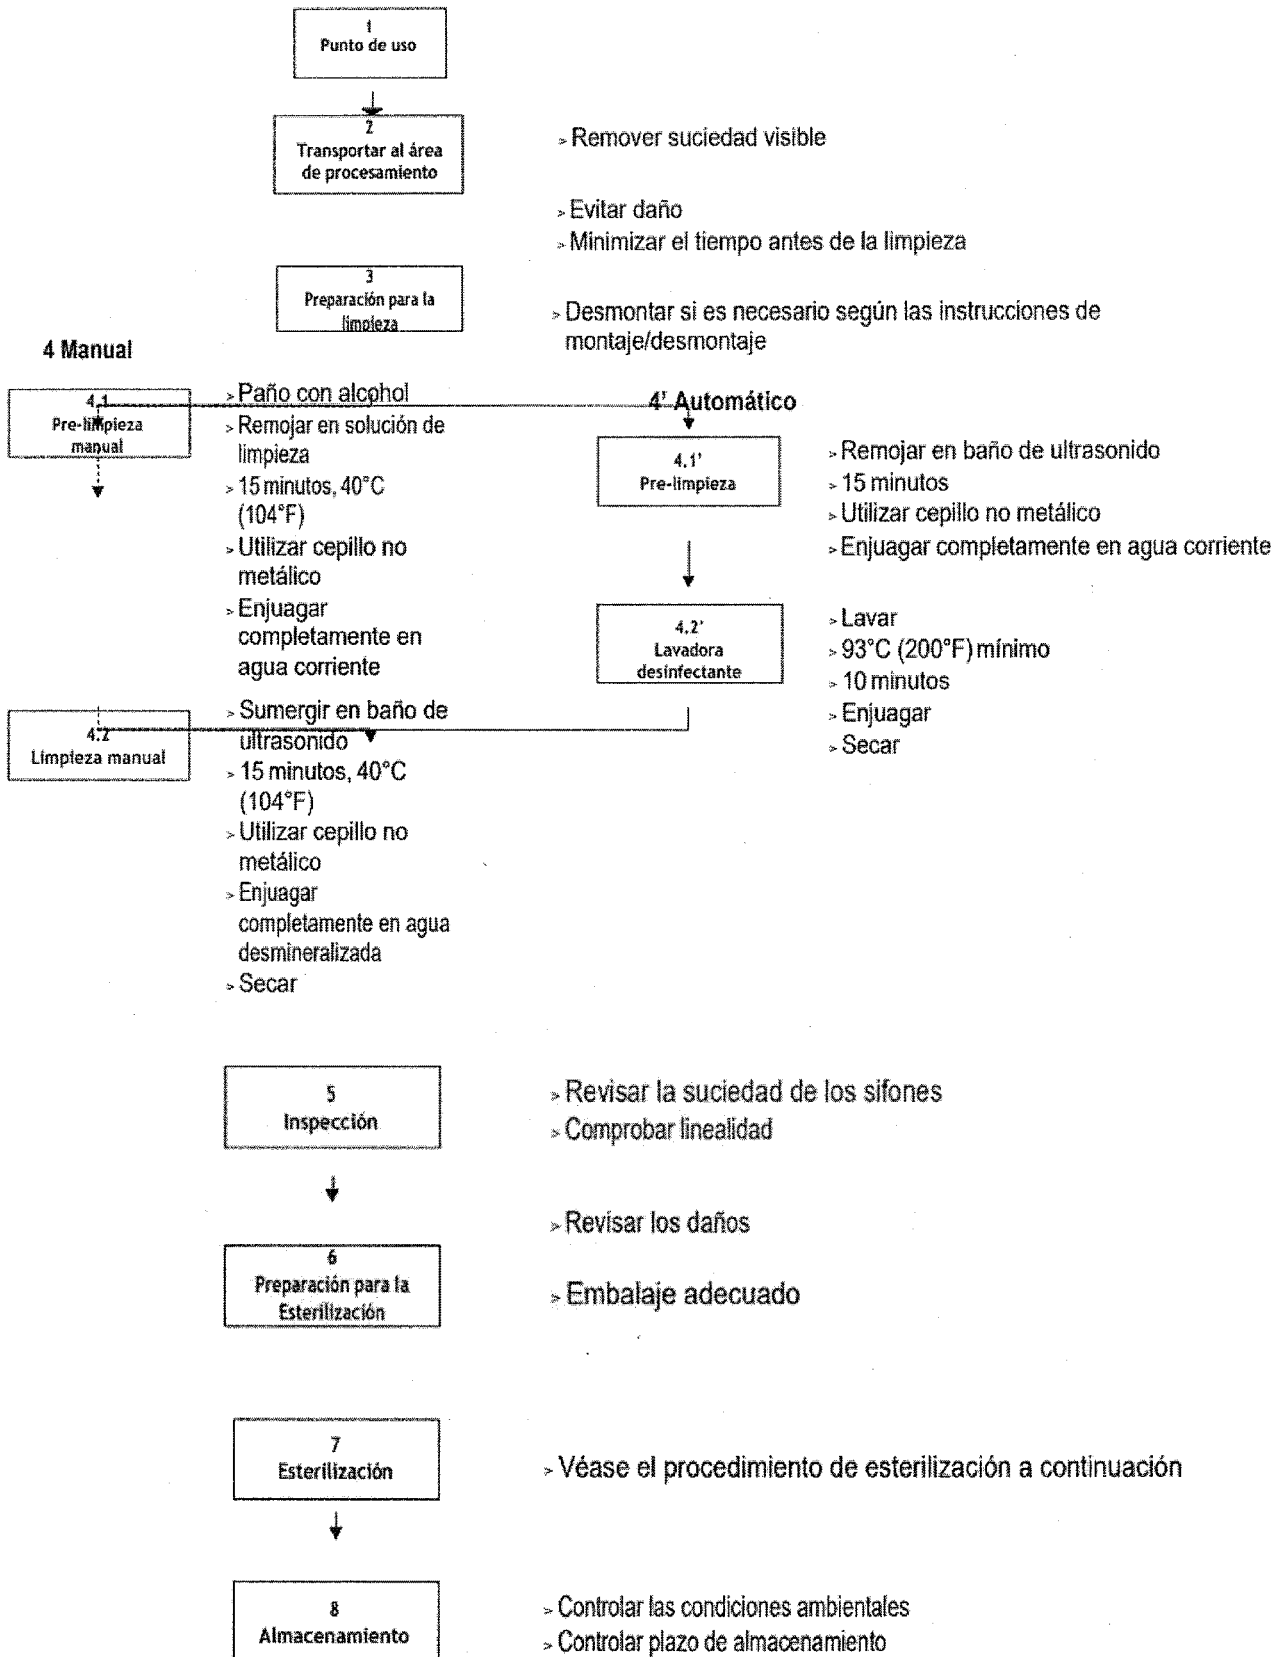 1
Punto de uso
2
Transportar al área
de procesamiento
> Remover suciedad visible
> Evitar daño
> Minimizar el tiempo antes de la limpieza
3
Preparación para la
limpieza
> Desmontar si es necesario según las instrucciones de
montaje/desmontaje
4 Manual
4.1
Pre-limpieza
manual
> Paño con alcohol
> Remojar en solución de
limpieza
> 15 minutos, 40°C
(104°F)
> Utilizar cepillo no
metálico
> Enjuagar
completamente en
agua corriente
4.2
Limpieza manual
> Sumergir en baño de
ultrasonido
> 15 minutos, 40°C
(104°F)
> Utilizar cepillo no
metálico
> Enjuagar
completamente en agua
desmineralizada
> Secar
4' Automático
4.1'
Pre-limpieza
> Remojar en baño de ultrasonido
> 15 minutos
> Utilizar cepillo no metálico
> Enjuagar completamente en agua corriente
4.2'
Lavadora
desinfectante
> Lavar
> 93°C (200°F) mínimo
> 10 minutos
> Enjuagar
> Secar
5
Inspección
> Revisar la suciedad de los sifones
> Comprobar linealidad
> Revisar los daños
6
Preparación para la
Esterilización
> Embalaje adecuado
7
Esterilización
> Véase el procedimiento de esterilización a continuación
8
Almacenamiento
> Controlar las condiciones ambientales
> Controlar plazo de almacenamiento